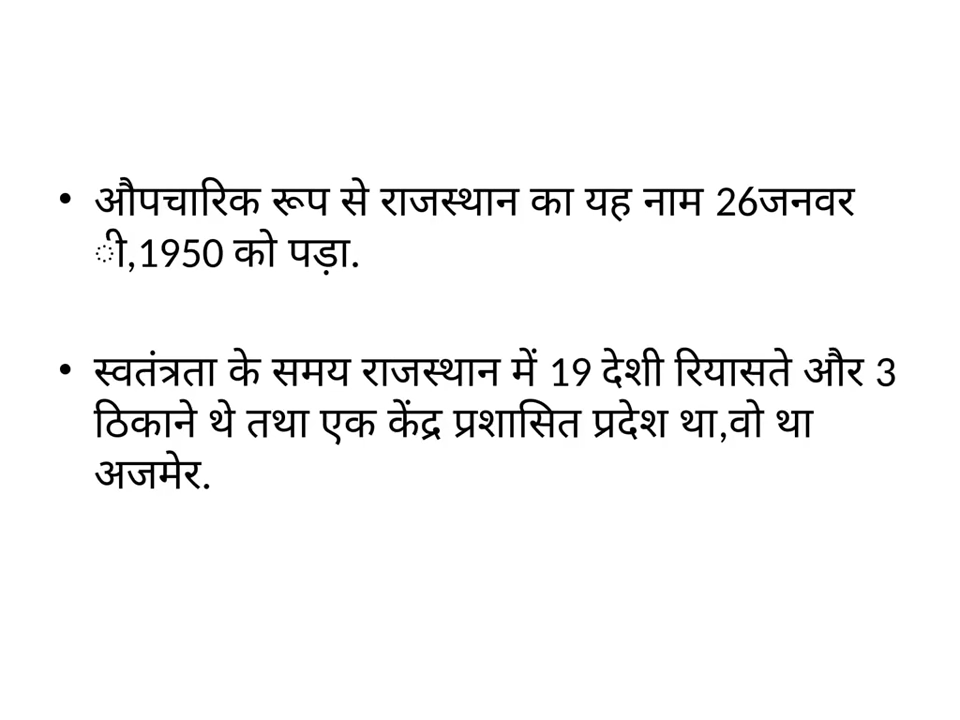 • औपचारिक रूप से राजस्थान का यह नाम 26जनवर
ी,1950 को पड़ा.
• स्वतंत्रता के समय राजस्थान में 19 देशी रियासते और 3
ठिकाने थे तथा एक केंद्र प्रशासित प्रदेश था,वो था
अजमेर.